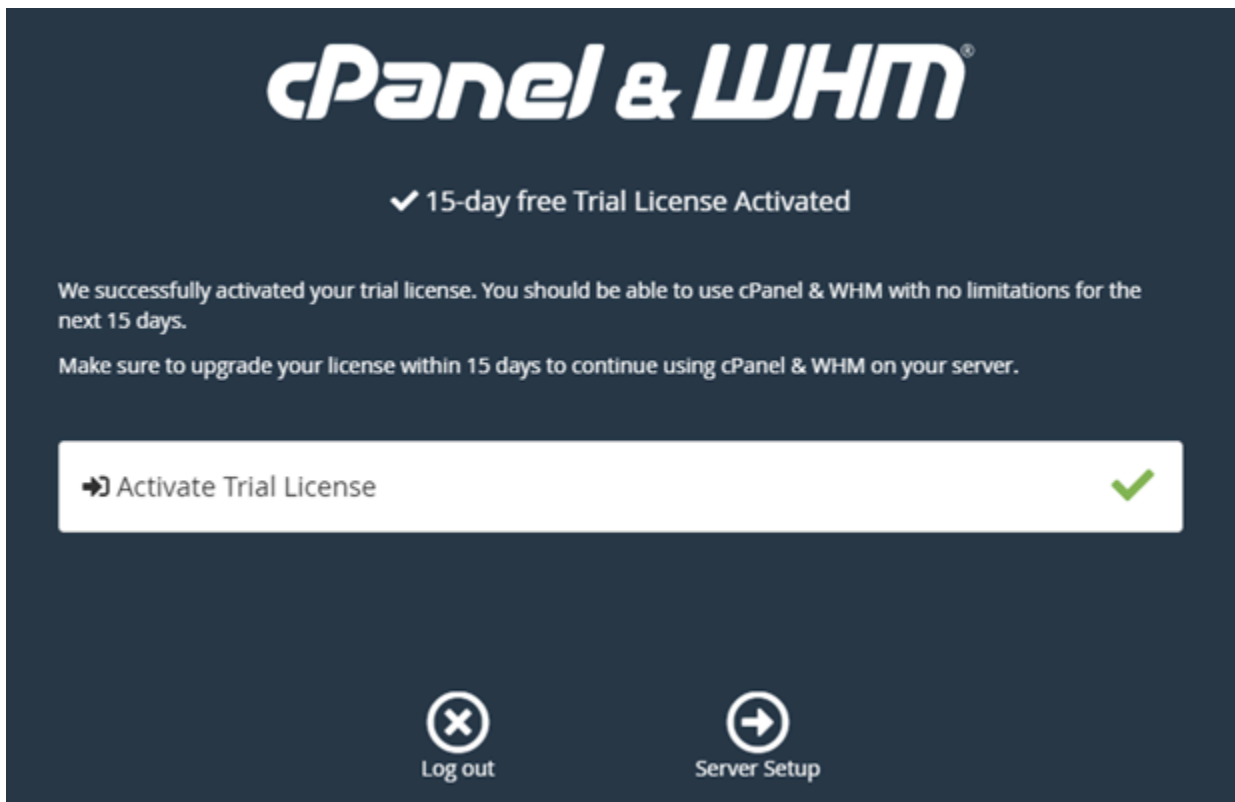 cPanel & WHM®
✔ 15-day free Trial License Activated
We successfully activated your trial license. You should be able to use cPanel & WHM with no limitations for the
next 15 days.
Make sure to upgrade your license within 15 days to continue using cPanel & WHM on your server.
Activate Trial License
Log out
Server Setup